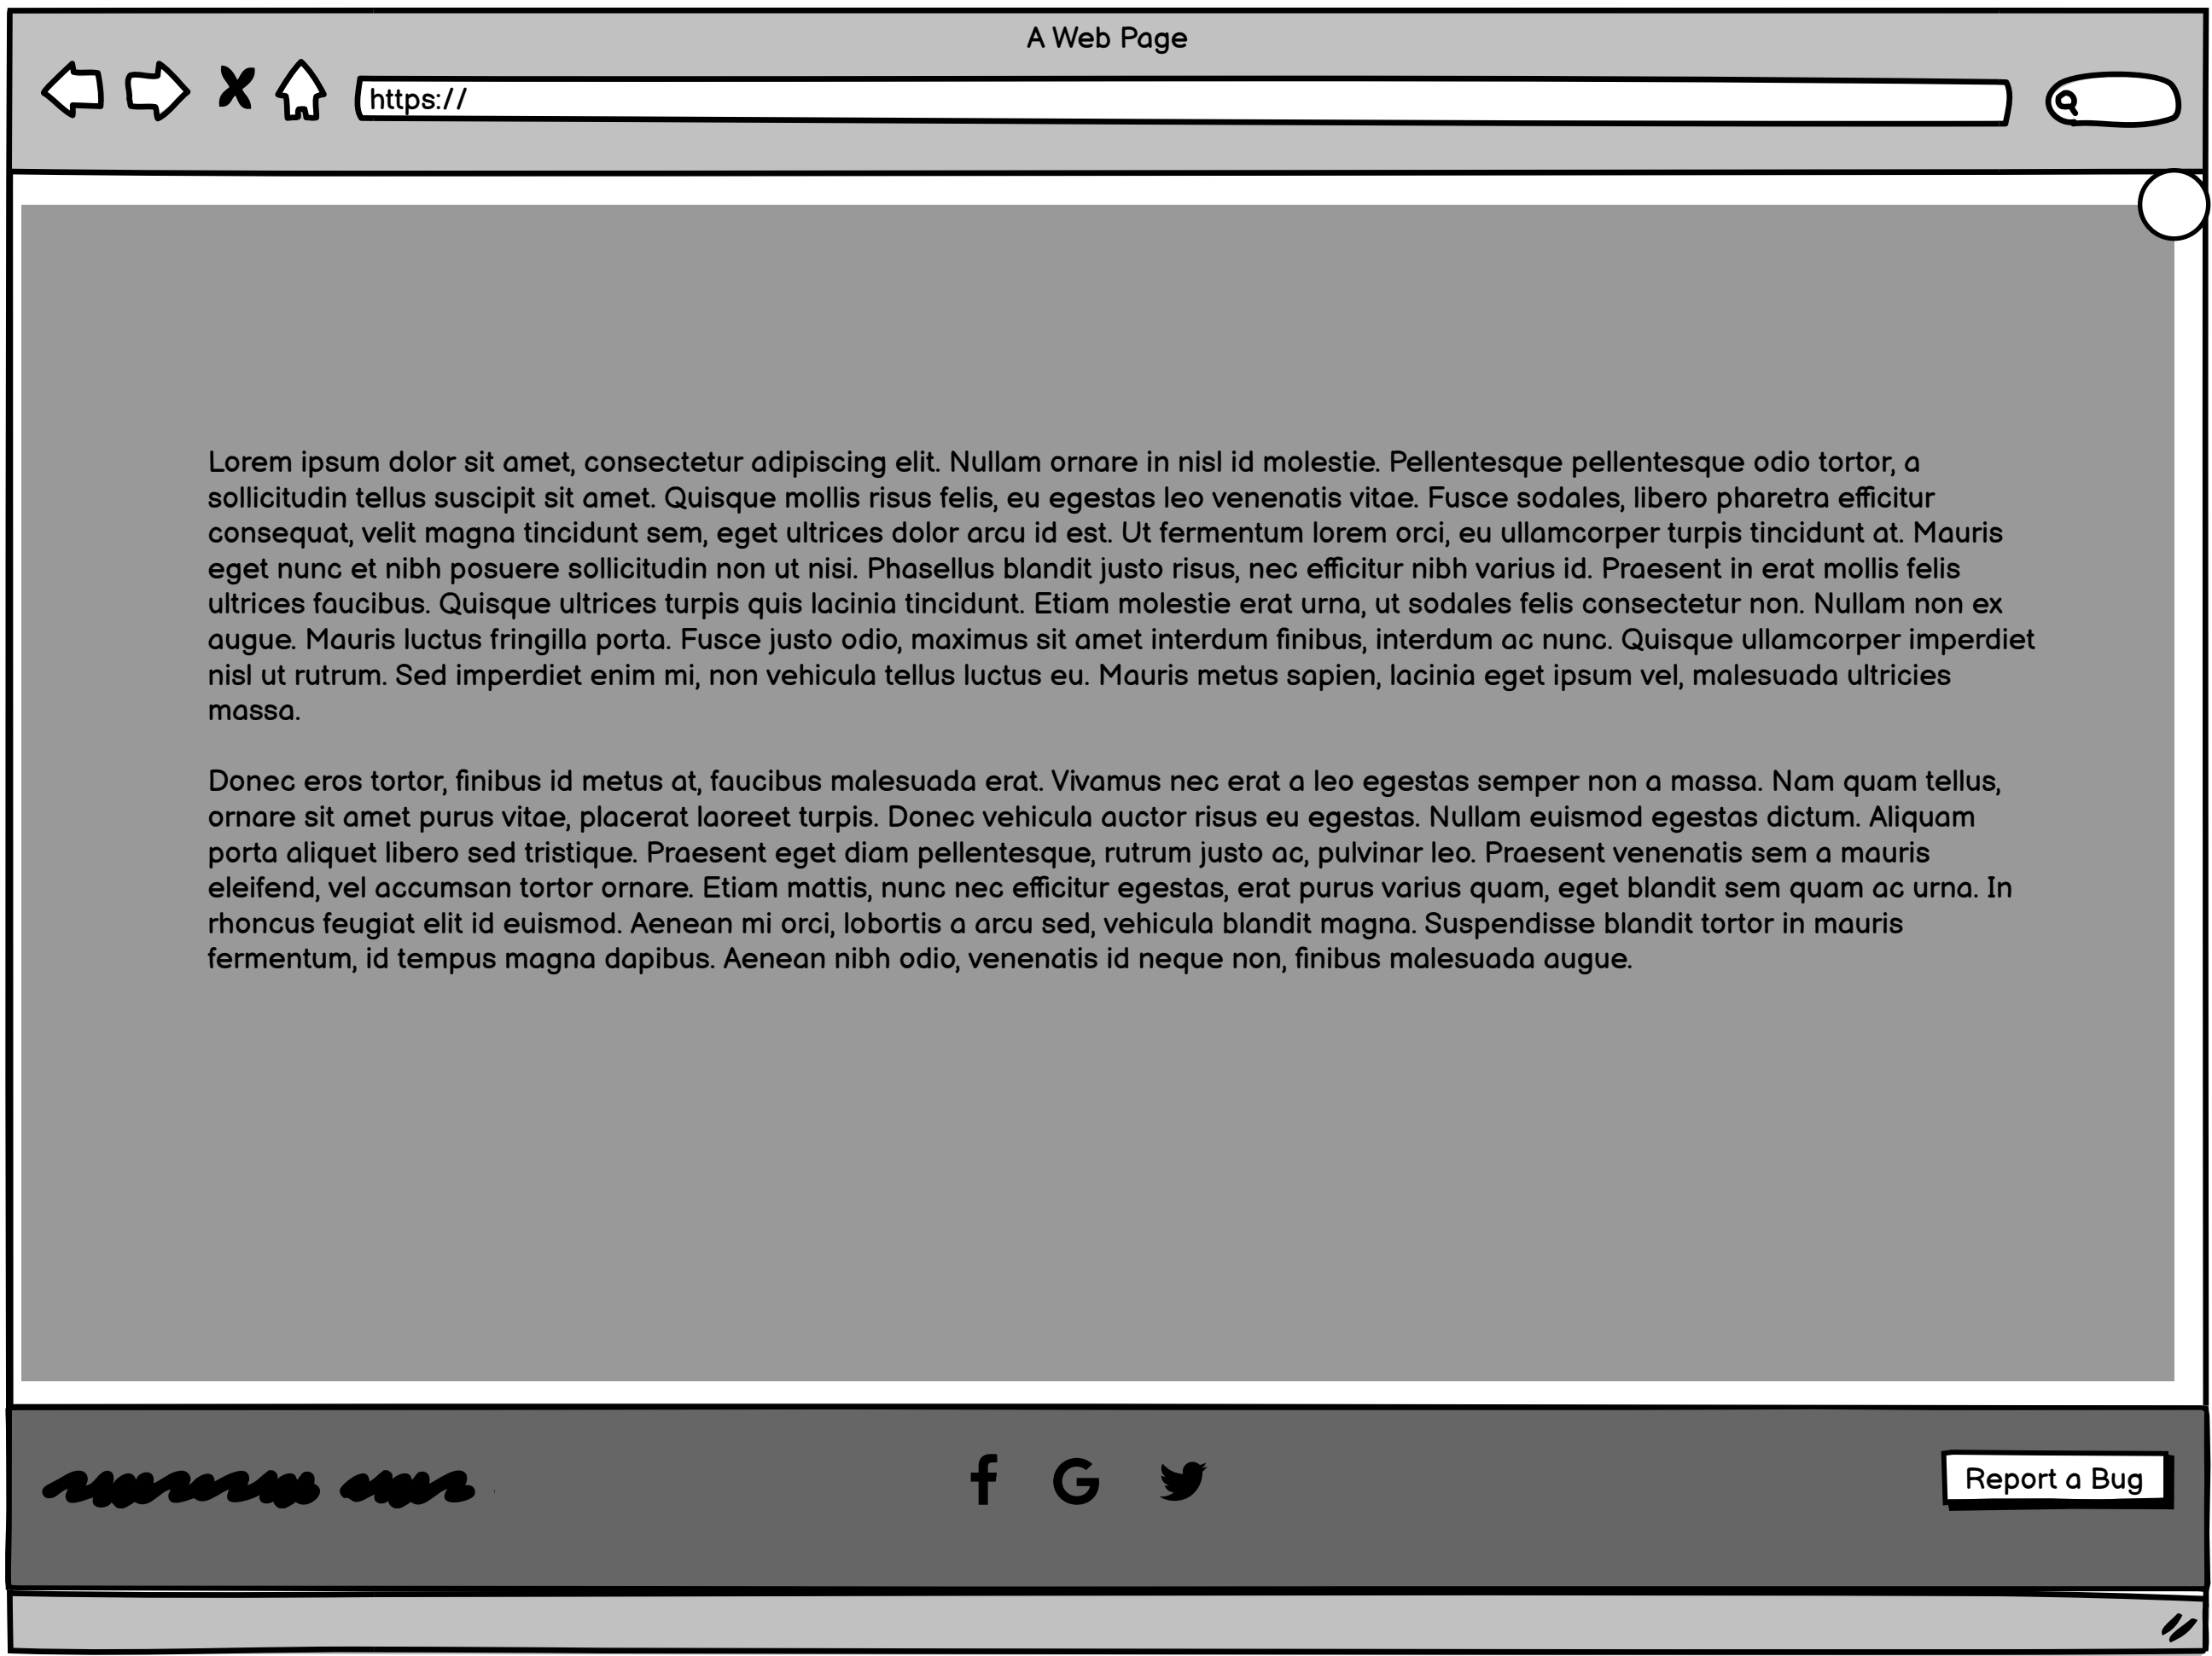 A Web Page
https://
Lorem ipsum dolor sit amet, consectetur adipiscing elit. Nullam ornare in nisl id molestie. Pellentesque pellentesque odio tortor, a
sollicitudin tellus suscipit sit amet. Quisque mollis risus felis, eu egestas leo venenatis vitae. Fusce sodales, libero pharetra efficitur
consequat, velit magna tincidunt sem, eget ultrices dolor arcu id est. Ut fermentum lorem orci, eu ullamcorper turpis tincidunt at. Mauris
eget nunc et nibh posuere sollicitudin non ut nisi. Phasellus blandit justo risus, nec efficitur nibh varius id. Praesent in erat mollis felis
ultrices faucibus. Quisque ultrices turpis quis lacinia tincidunt. Etiam molestie erat urna, ut sodales felis consectetur non. Nullam non ex
augue. Mauris luctus fringilla porta. Fusce justo odio, maximus sit amet interdum finibus, interdum ac nunc. Quisque ullamcorper imperdiet
nisl ut rutrum. Sed imperdiet enim mi, non vehicula tellus luctus eu. Mauris metus sapien, lacinia eget ipsum vel, malesuada ultricies
massa.
Donec eros tortor, finibus id metus at, faucibus malesuada erat. Vivamus nec erat a leo egestas semper non a massa. Nam quam tellus,
ornare sit amet purus vitae, placerat laoreet turpis. Donec vehicula auctor risus eu egestas. Nullam euismod egestas dictum. Aliquam
porta aliquet libero sed tristique. Praesent eget diam pellentesque, rutrum justo ac, pulvinar leo. Praesent venenatis sem a mauris
eleifend, vel accumsan tortor ornare. Etiam mattis, nunc nec efficitur egestas, erat purus varius quam, eget blandit sem quam ac urna. In
rhoncus feugiat elit id euismod. Aenean mi orci, lobortis a arcu sed, vehicula blandit magna. Suspendisse blandit tortor in mauris
fermentum, id tempus magna dapibus. Aenean nibh odio, venenatis id neque non, finibus malesuada augue.
Report a Bug